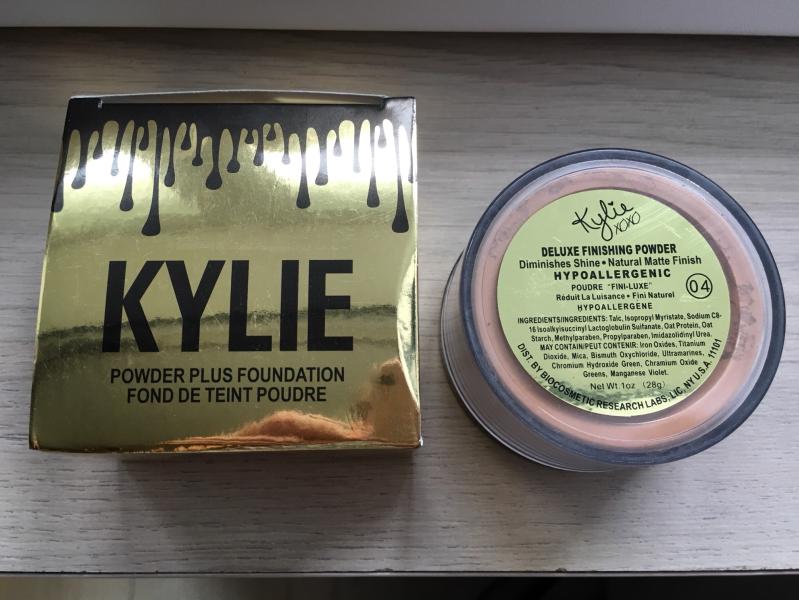 KYLIE
POWDER PLUS FOUNDATION
FOND DE TEINT POUDRE
Kylie
XOXO
DELUXE FINISHING POWDER
Diminishes Shine • Natural Matte Finish
HYPOALLERGENIC
POUDRE "FINI-LUXE"
Réduit La Luisance • Fini Naturel
HYPOALLERGENE
04
INGREDIENTS/INGREDIENTS: Talc, Isopropyl Myristate, Sodium C8-
16 Isoalkyisuccinyl Lactoglobulin Sulfanate, Oat Protein, Oat
Starch, Methylparaben, Propylparaben, Imidazolidinyl Urea.
MAY CONTAIN/PEUT CONTENIR: Iron Oxides, Titanium
Dioxide, Mica, Bismuth Oxychloride, Ultramarines,
Chromium Hydroxide Green, Chromium Oxide
Greens, Manganese Violet.
Net Wt. 1oz (28g)
DIST. BY BIOCOSMETIC RESEARCH LABS, LIC, NY U.S.A. 11101